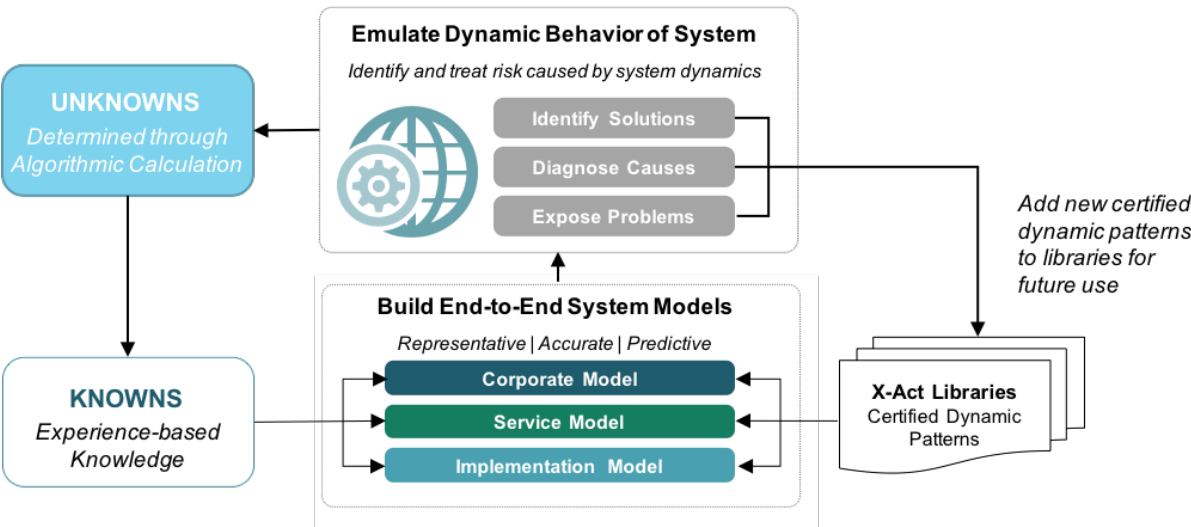 Emulate Dynamic Behavior of System
Identify and treat risk caused by system dynamics
UNKNOWNS
Determined through
Algorithmic Calculation
Identify Solutions
Diagnose Causes
Expose Problems
Add new certified
dynamic patterns
to libraries for
future use
Build End-to-End System Models
Representative | Accurate | Predictive
Corporate Model
Service Model
Implementation Model
KNOWNS
Experience-based
Knowledge
X-Act Libraries
Certified Dynamic
Patterns